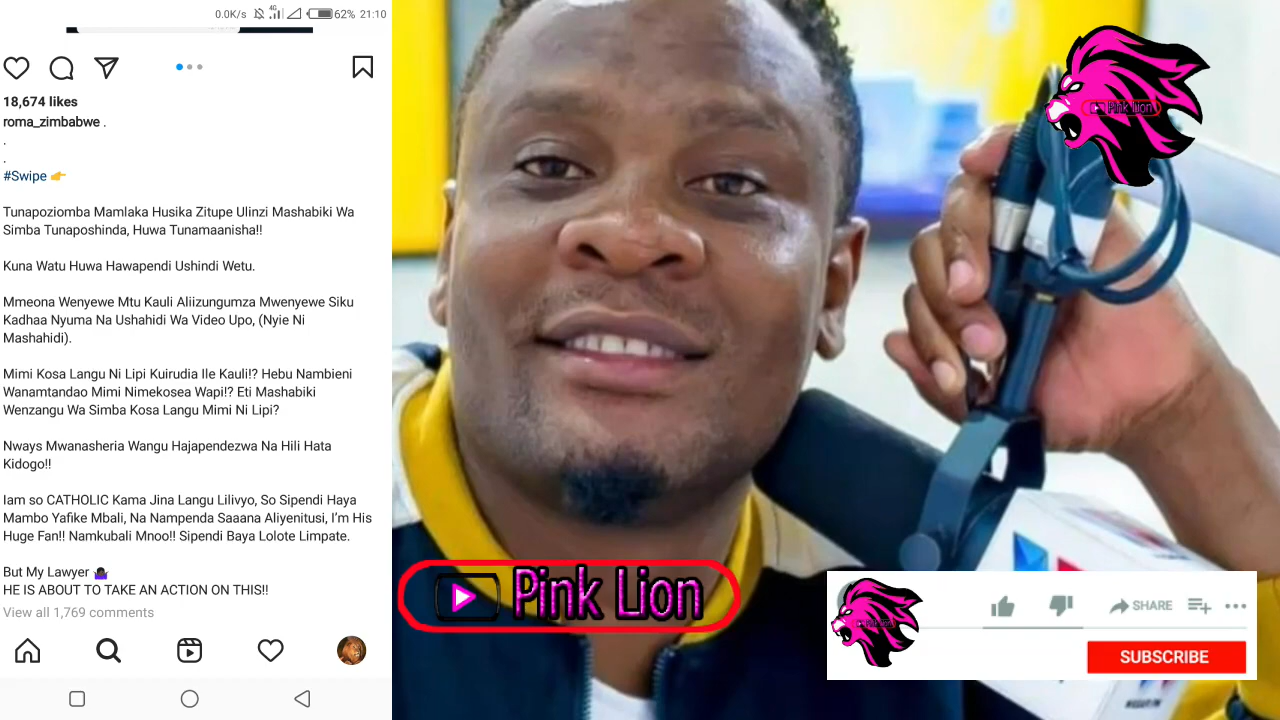 0.0K/s 4G 62% 21:10
18,674 likes
roma_zimbabwe .
.
.
#Swipe 👉
Tunapoziomba Mamlaka Husika Zitupe Ulinzi Mashabiki Wa
Simba Tunaposhinda, Huwa Tunamaanisha!!
Kuna Watu Huwa Hawapendi Ushindi Wetu.
Mmeona Wenyewe Mtu Kauli Aliizungumza Mwenyewe Siku
Kadhaa Nyuma Na Ushahidi Wa Video Upo, (Nyie Ni
Mashahidi).
Mimi Kosa Langu Ni Lipi Kuirudia Ile Kauli!? Hebu Nambieni
Wanamtandao Mimi Nimekosea Wapi!? Eti Mashabiki
Wenzangu Wa Simba Kosa Langu Mimi Ni Lipi?
Nways Mwanasheria Wangu Hajapendezwa Na Hili Hata
Kidogo!!
Iam so CATHOLIC Kama Jina Langu Lilivyo, So Sipendi Haya
Mambo Yafike Mbali, Na Nampenda Saaana Aliyenitusi, I'm His
Huge Fan!! Namkubali Mnoo!! Sipendi Baya Lolote Limpate.
But My Lawyer 🤷🏿‍♀️
HE IS ABOUT TO TAKE AN ACTION ON THIS!!
View all 1,769 comments
Pink Lion
Pink Lion
SHARE
SUBSCRIBE